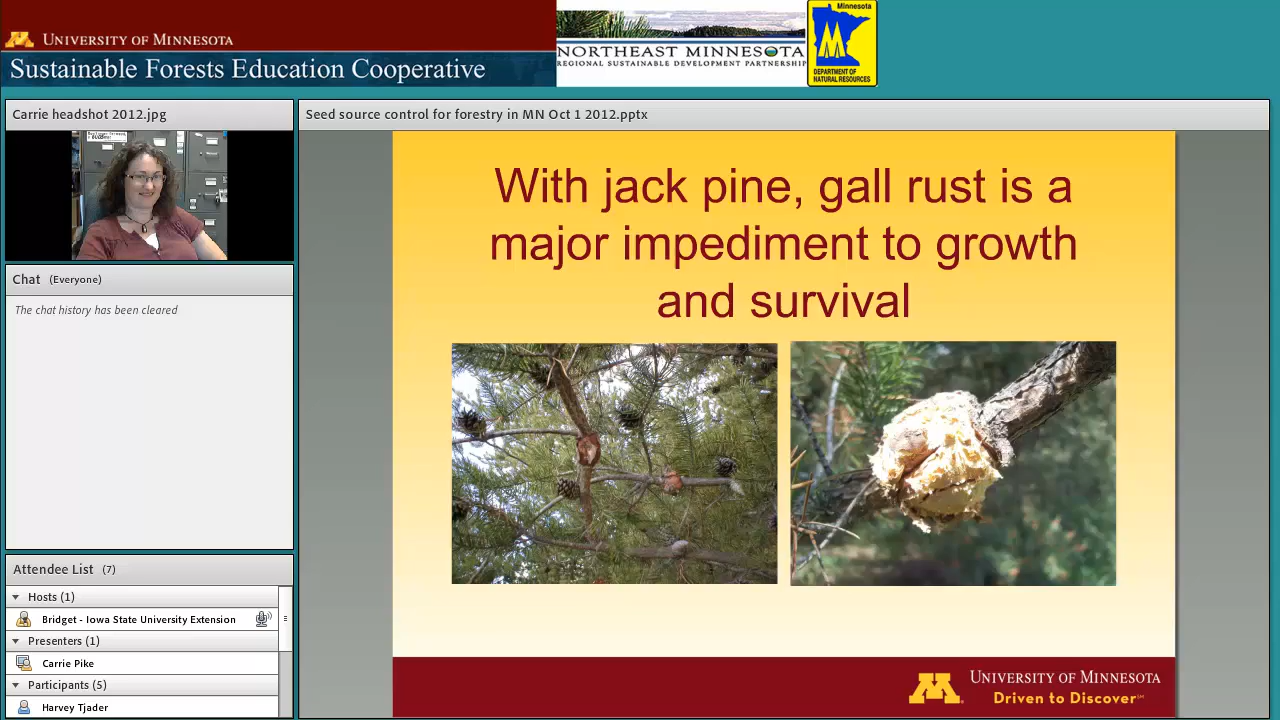 UNIVERSITY OF MINNESOTA
Sustainable Forests Education Cooperative
NORTHEAST MINNESOTA
REGIONAL SUSTAINABLE DEVELOPMENT PARTNERSHIP
Minnesota
DEPARTMENT OF
NATURAL RESOURCES
Carrie headshot 2012.jpg
Chat (Everyone)
The chat history has been cleared
Attendee List (7)
Hosts (1)
Bridget - Iowa State University Extension
Presenters (1)
Carrie Pike
Participants (5)
Harvey Tjader
Seed source control for forestry in MN Oct 1 2012.pptx
With jack pine, gall rust is a
major impediment to growth
and survival
UNIVERSITY OF MINNESOTA
Driven to Discover℠